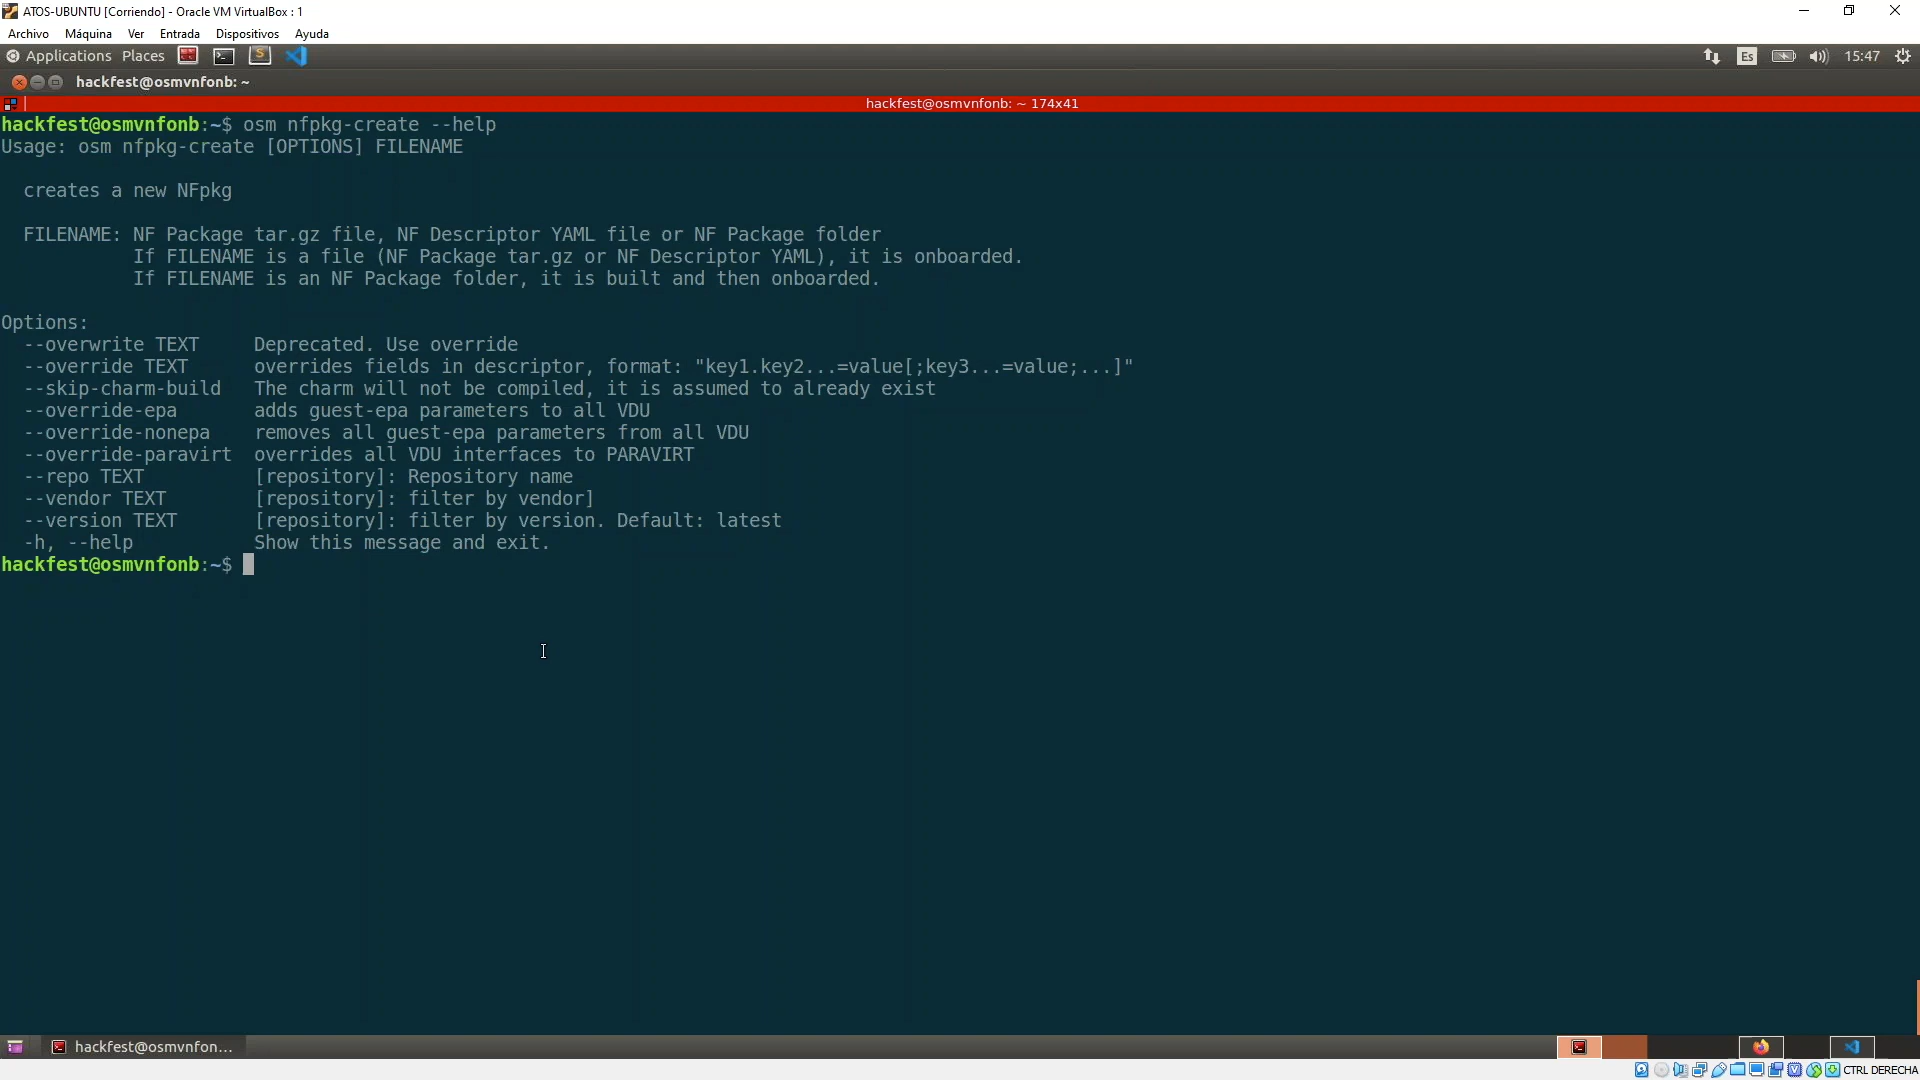 ATOS-UBUNTU [Corriendo] - Oracle VM VirtualBox : 1
Archivo Máquina Ver Entrada Dispositivos Ayuda
Applications Places Es 15:47
hackfest@osmvnfonb: ~
hackfest@osmvnfonb: ~ 174x41
hackfest@osmvnfonb:~$ osm nfpkg-create --help
Usage: osm nfpkg-create [OPTIONS] FILENAME
creates a new NFpkg
FILENAME: NF Package tar.gz file, NF Descriptor YAML file or NF Package folder
If FILENAME is a file (NF Package tar.gz or NF Descriptor YAML), it is onboarded.
If FILENAME is an NF Package folder, it is built and then onboarded.
Options:
--overwrite TEXT Deprecated. Use override
--override TEXT overrides fields in descriptor, format: "key1.key2...=value[;key3...=value;...]"
--skip-charm-build The charm will not be compiled, it is assumed to already exist
--override-epa adds guest-epa parameters to all VDU
--override-nonepa removes all guest-epa parameters from all VDU
--override-paravirt overrides all VDU interfaces to PARAVIRT
--repo TEXT [repository]: Repository name
--vendor TEXT [repository]: filter by vendor]
--version TEXT [repository]: filter by version. Default: latest
-h, --help Show this message and exit.
hackfest@osmvnfonb:~$
hackfest@osmvnfon...
CTRL DERECHA